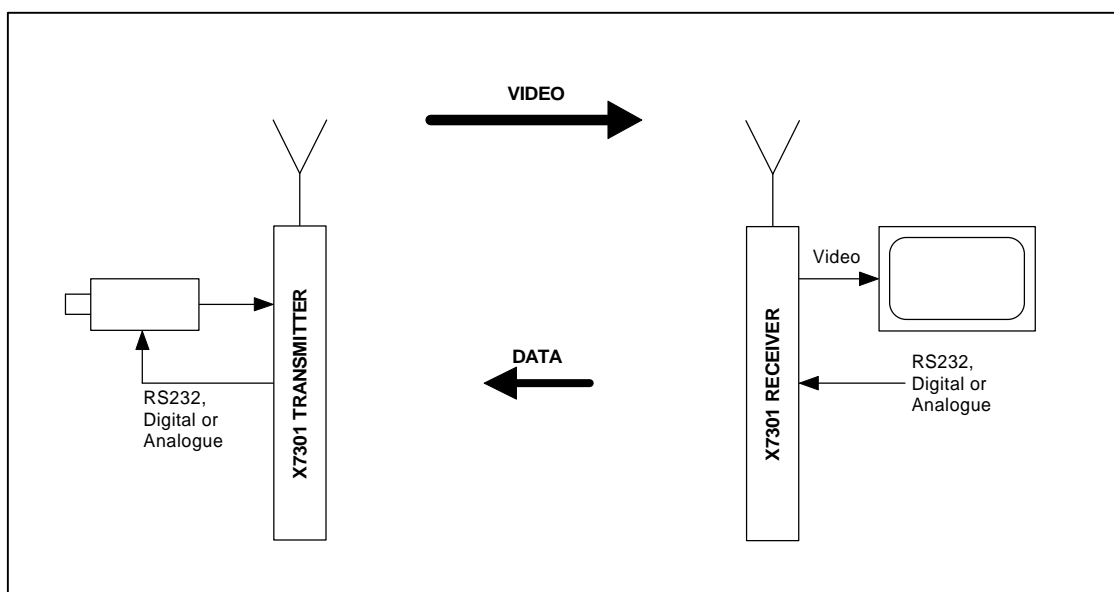 VIDEO
Video
X7301 TRANSMITTER
X7301 RECEIVER
DATA
RS232,
Digital or
Analogue
RS232,
Digital or
Analogue